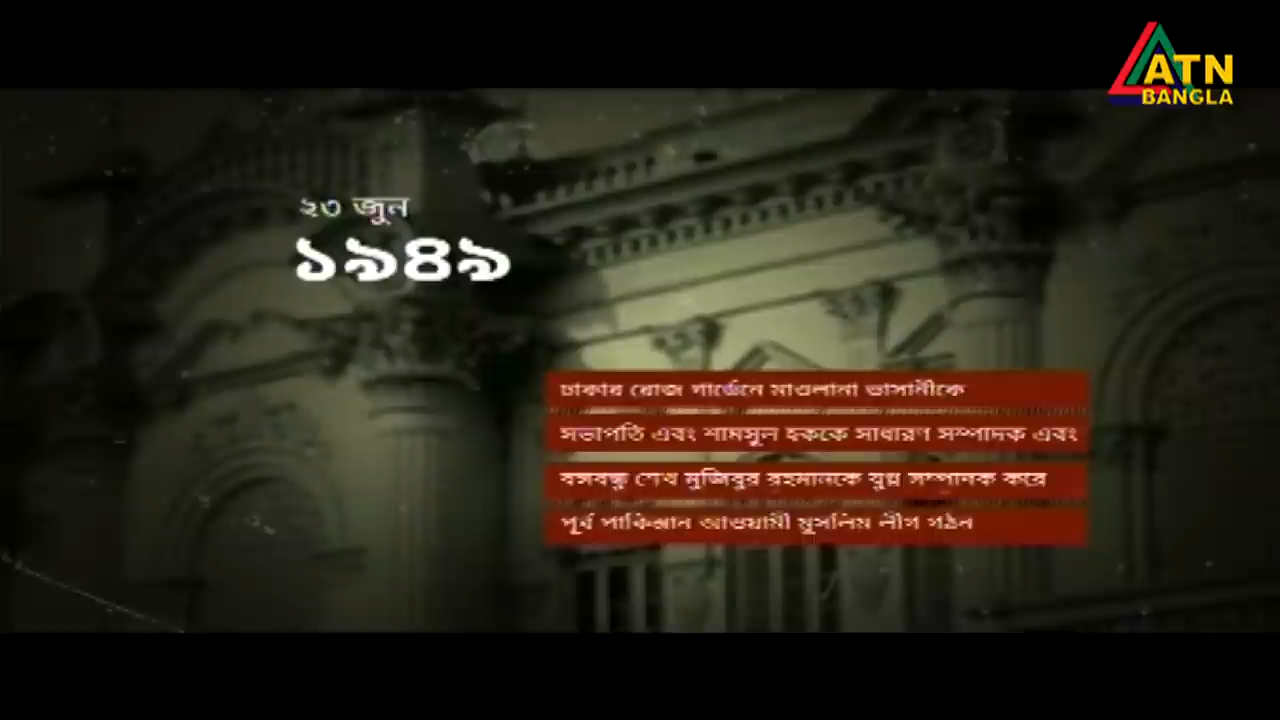 ATN
BANGLA
২৩ জুন
১৯৪৯
ঢাকার রোজ গার্ডেনে মাওলানা ভাসানীকে
সভাপতি এবং শামসুল হককে সাধারণ সম্পাদক এবং
বঙ্গবন্ধু শেখ মুজিবুর রহমানকে যুগ্ম সম্পাদক করে
পূর্ব পাকিস্তান আওয়ামী মুসলিম লীগ গঠন